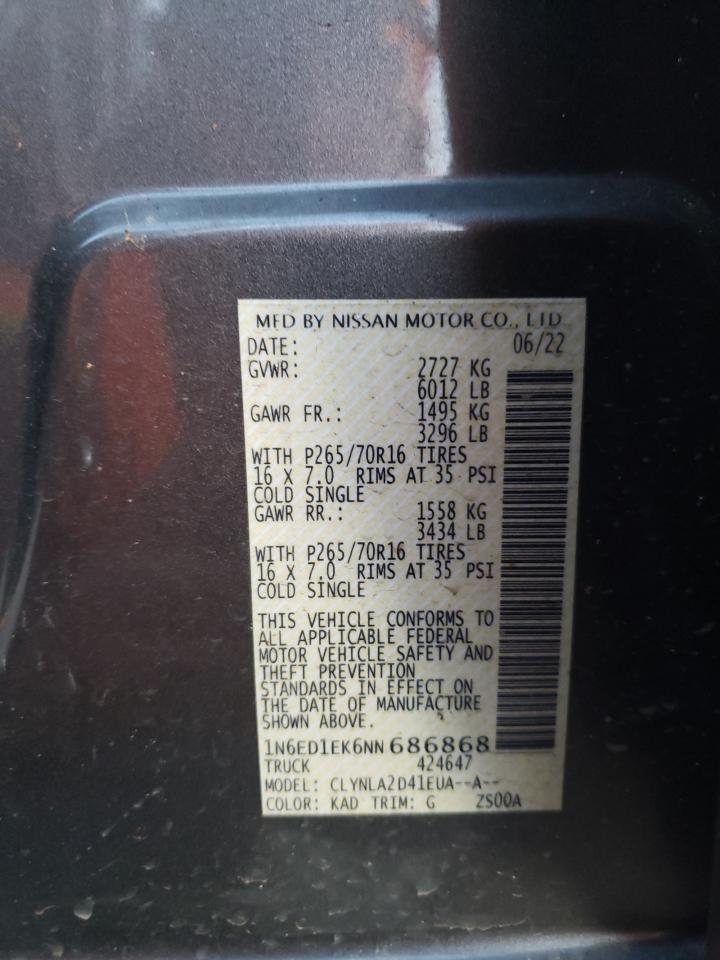 MFD BY NISSAN MOTOR CO., LTD
DATE: 06/22
GVWR: 2727 KG
6012 LB
GAWR FR.: 1495 KG
3296 LB
WITH P265/70R16 TIRES
16 X 7.0 RIMS AT 35 PSI
COLD SINGLE
GAWR RR.: 1558 KG
3434 LB
WITH P265/70R16 TIRES
16 X 7.0 RIMS AT 35 PSI
COLD SINGLE
THIS VEHICLE CONFORMS TO
ALL APPLICABLE FEDERAL
MOTOR VEHICLE SAFETY AND
THEFT PREVENTION
STANDARDS IN EFFECT ON
THE DATE OF MANUFACTURE
SHOWN ABOVE.
1N6ED1EK6NN686868
TRUCK 424647
MODEL: CLYNLA2D41EUA--A--
COLOR: KAD TRIM: G ZS00A